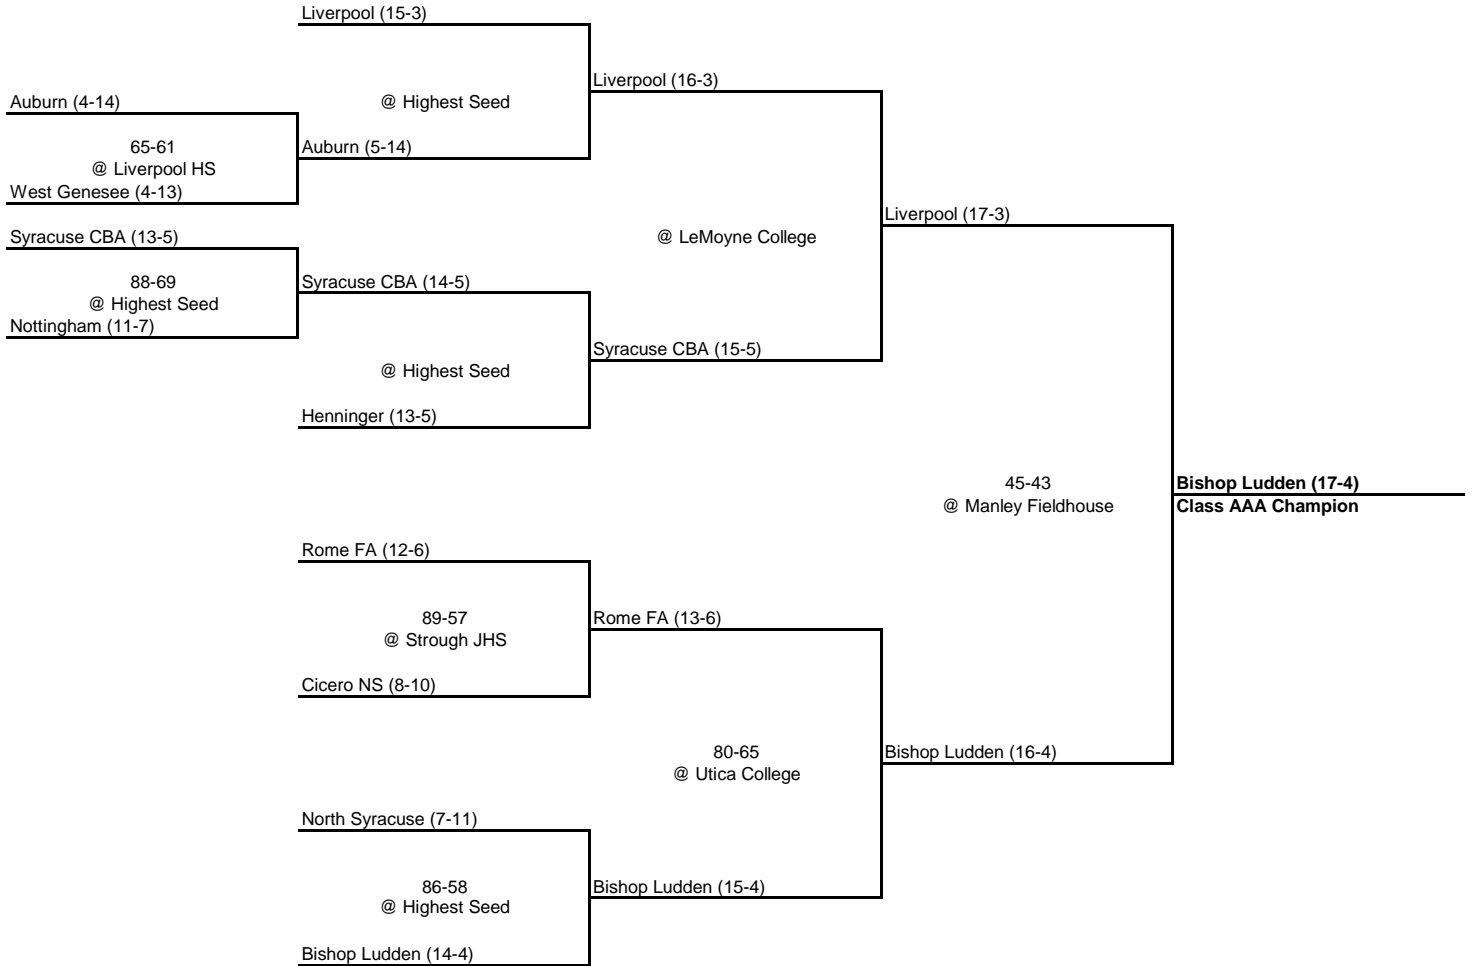 Liverpool (15-3)
Liverpool (16-3)
@ Highest Seed
Auburn (4-14)
65-61
@ Liverpool HS
Auburn (5-14)
West Genesee (4-13)
Liverpool (17-3)
Syracuse CBA (13-5)
@ LeMoyne College
88-69
@ Highest Seed
Syracuse CBA (14-5)
Nottingham (11-7)
Syracuse CBA (15-5)
@ Highest Seed
Henninger (13-5)
45-43
@ Manley Fieldhouse
Bishop Ludden (17-4)
Class AAA Champion
Rome FA (12-6)
89-57
@ Strough JHS
Rome FA (13-6)
Cicero NS (8-10)
80-65
@ Utica College
Bishop Ludden (16-4)
North Syracuse (7-11)
86-58
@ Highest Seed
Bishop Ludden (15-4)
Bishop Ludden (14-4)